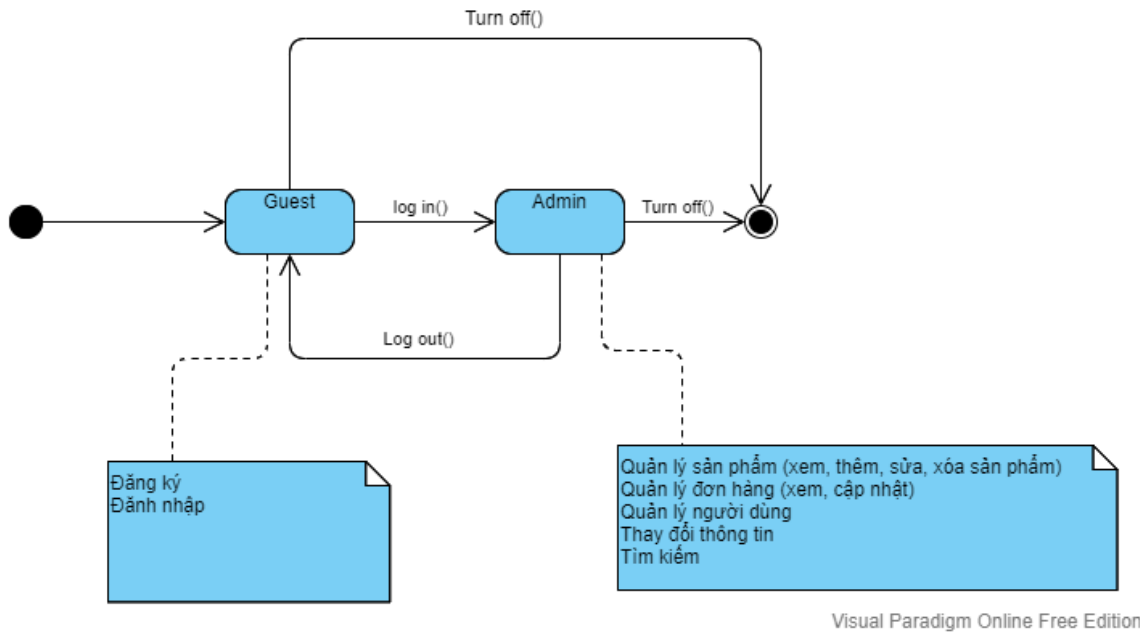 Turn off()
Guest
log in()
Admin
Turn off()
Log out()
Đăng ký
Đănh nhập
Quản lý sản phẩm (xem, thêm, sửa, xóa sản phẩm)
Quản lý đơn hàng (xem, cập nhật)
Quản lý người dùng
Thay đổi thông tin
Tìm kiếm
Visual Paradigm Online Free Edition